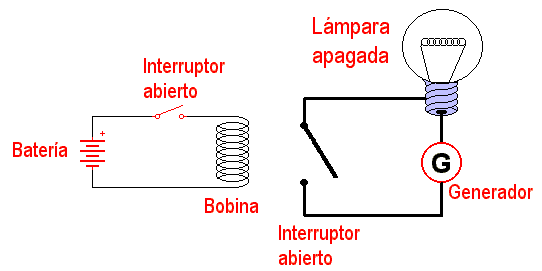 Lámpara
apagada
Interruptor
abierto
Batería
+
Bobina
G
Generador
Interruptor
abierto